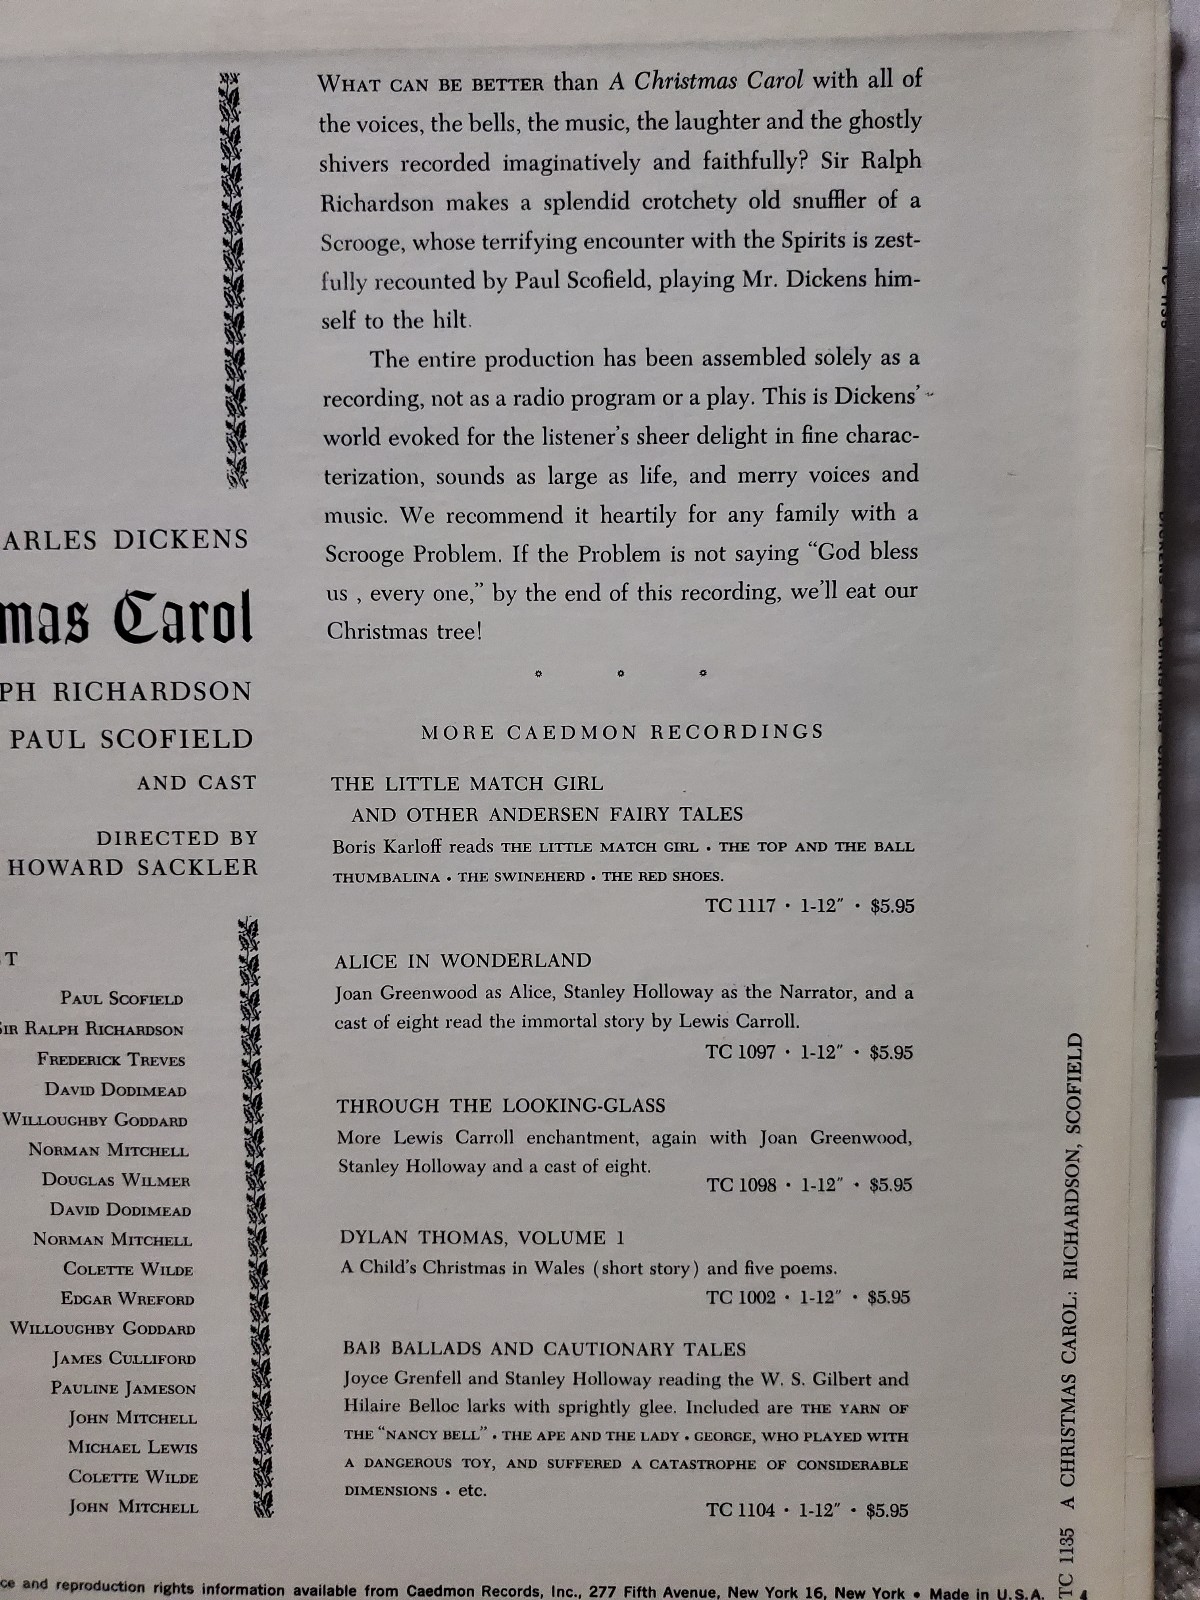 ARLES DICKENS
mas Carol
PH RICHARDSON
PAUL SCOFIELD
AND CAST
DIRECTED BY
HOWARD SACKLER
T
PAUL SCOFIELD
SIR RALPH RICHARDSON
FREDERICK TREVES
DAVID DODIMEAD
WILLOUGHBY GODDARD
NORMAN MITCHELL
DOUGLAS WILMER
DAVID DODIMEAD
NORMAN MITCHELL
COLETTE WILDE
EDGAR WREFORD
WILLOUGHBY GODDARD
JAMES CULLIFORD
PAULINE JAMESON
JOHN MITCHELL
MICHAEL LEWIS
COLETTE WILDE
JOHN MITCHELL
WHAT CAN BE BETTER than A Christmas Carol with all of
the voices, the bells, the music, the laughter and the ghostly
shivers recorded imaginatively and faithfully? Sir Ralph
Richardson makes a splendid crotchety old snuffler of a
Scrooge, whose terrifying encounter with the Spirits is zest-
fully recounted by Paul Scofield, playing Mr. Dickens him-
self to the hilt.
The entire production has been assembled solely as a
recording, not as a radio program or a play. This is Dickens'
world evoked for the listener's sheer delight in fine charac-
terization, sounds as large as life, and merry voices and
music. We recommend it heartily for any family with a
Scrooge Problem. If the Problem is not saying “God bless
us , every one,” by the end of this recording, we'll eat our
Christmas tree!
MORE CAEDMON RECORDINGS
THE LITTLE MATCH GIRL
AND OTHER ANDERSEN FAIRY TALES
Boris Karloff reads THE LITTLE MATCH GIRL • THE TOP AND THE BALL
THUMBALINA • THE SWINEHERD • THE RED SHOES.
TC 1117 • 1-12″ • $5.95
ALICE IN WONDERLAND
Joan Greenwood as Alice, Stanley Holloway as the Narrator, and a
cast of eight read the immortal story by Lewis Carroll.
TC 1097 • 1-12″ • $5.95
THROUGH THE LOOKING-GLASS
More Lewis Carroll enchantment, again with Joan Greenwood,
Stanley Holloway and a cast of eight.
TC 1098 • 1-12″ • $5.95
DYLAN THOMAS, VOLUME 1
A Child's Christmas in Wales (short story) and five poems.
TC 1002 • 1-12″ • $5.95
BAB BALLADS AND CAUTIONARY TALES
Joyce Grenfell and Stanley Holloway reading the W. S. Gilbert and
Hilaire Belloc larks with sprightly glee. Included are THE YARN OF
THE “NANCY BELL” • THE APE AND THE LADY • GEORGE, WHO PLAYED WITH
A DANGEROUS TOY, AND SUFFERED A CATASTROPHE OF CONSIDERABLE
DIMENSIONS • etc.
TC 1104 • 1-12″ • $5.95
ce and reproduction rights information available from Caedmon Records, Inc., 277 Fifth Avenue, New York 16, New York • Made in U.S.A. 4
TC 1135 A CHRISTMAS CAROL: RICHARDSON, SCOFIELD